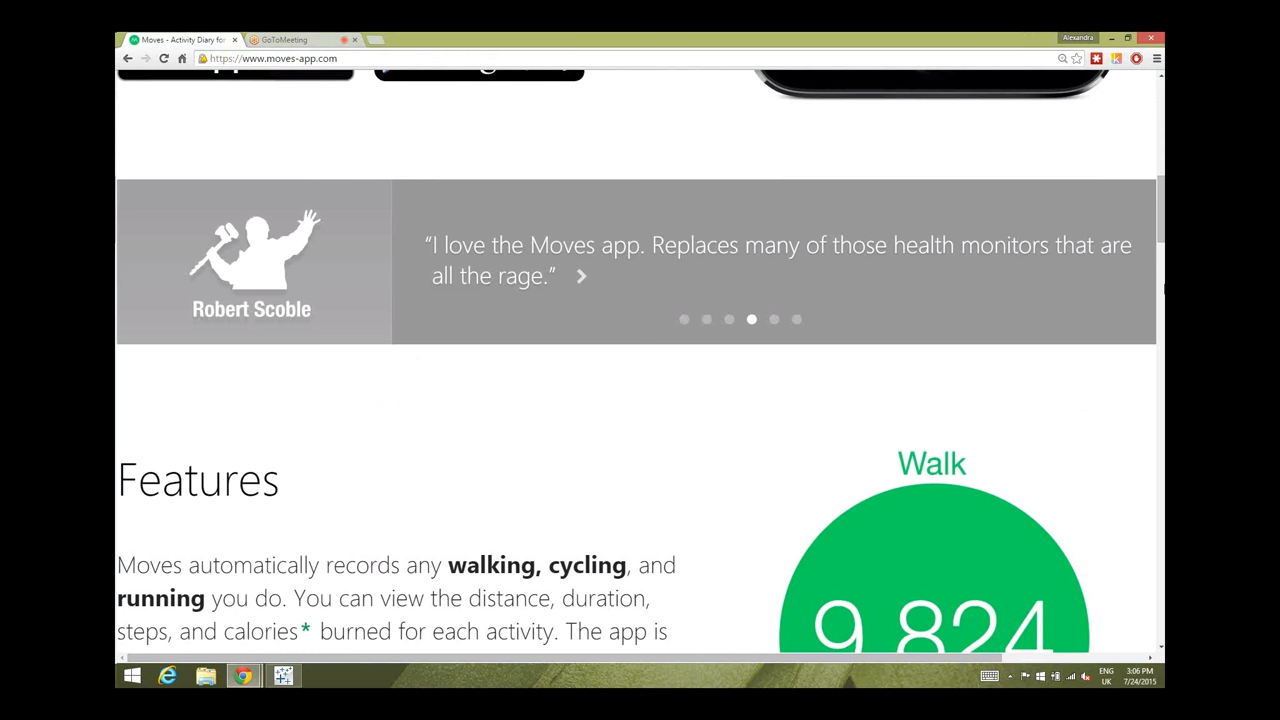 Moves - Activity Diary for
GoToMeeting
Alexandra
https://www.moves-app.com
Robert Scoble
“I love the Moves app. Replaces many of those health monitors that are
all the rage.”
Features
Walk
9 824
Moves automatically records any walking, cycling, and
running you do. You can view the distance, duration,
steps, and calories* burned for each activity. The app is
ENG
UK
3:06 PM
7/24/2015